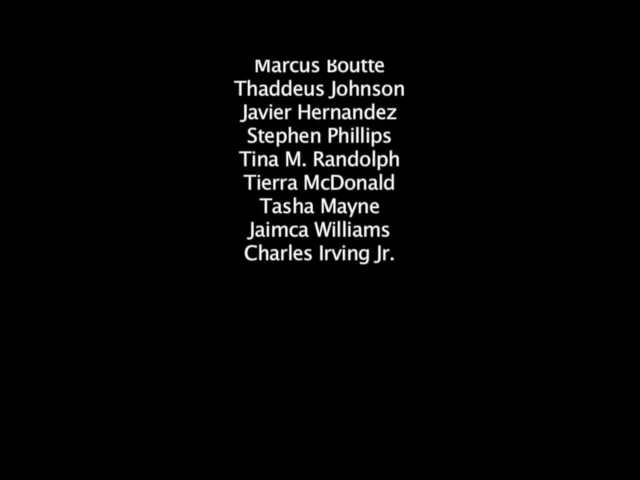 Marcus Boutte
Thaddeus Johnson
Javier Hernandez
Stephen Phillips
Tina M. Randolph
Tierra McDonald
Tasha Mayne
Jaimca Williams
Charles Irving Jr.